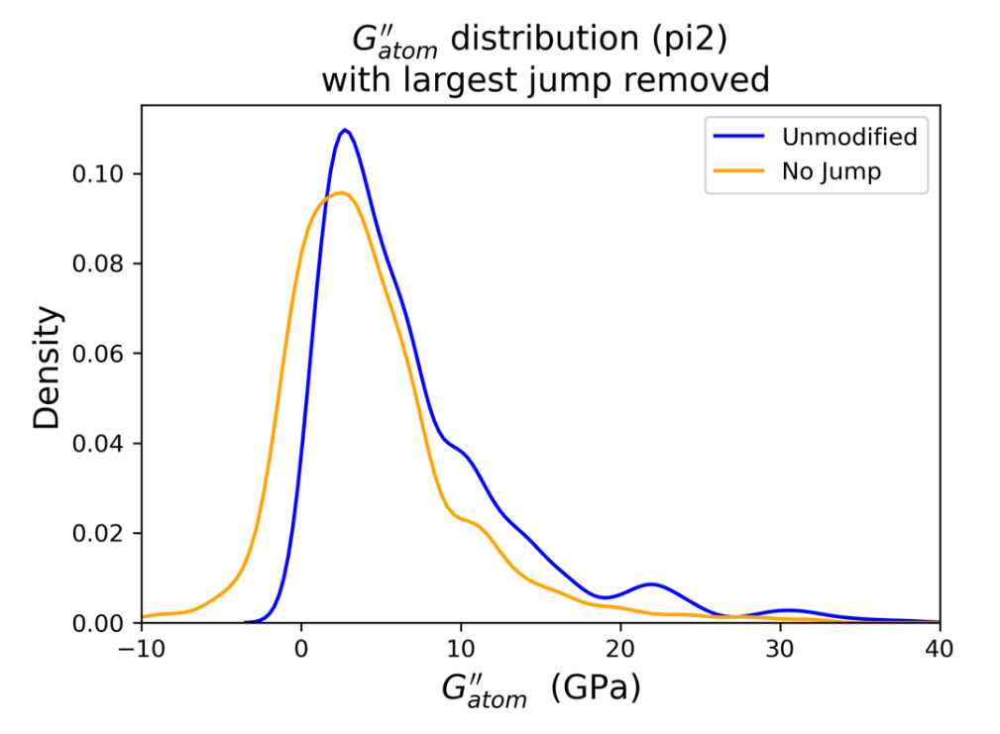 G″atom distribution (pi2)
with largest jump removed
Unmodified
No Jump
0.10
0.08
0.06
0.04
0.02
0.00
Density
−10 0 10 20 30 40
G″atom (GPa)